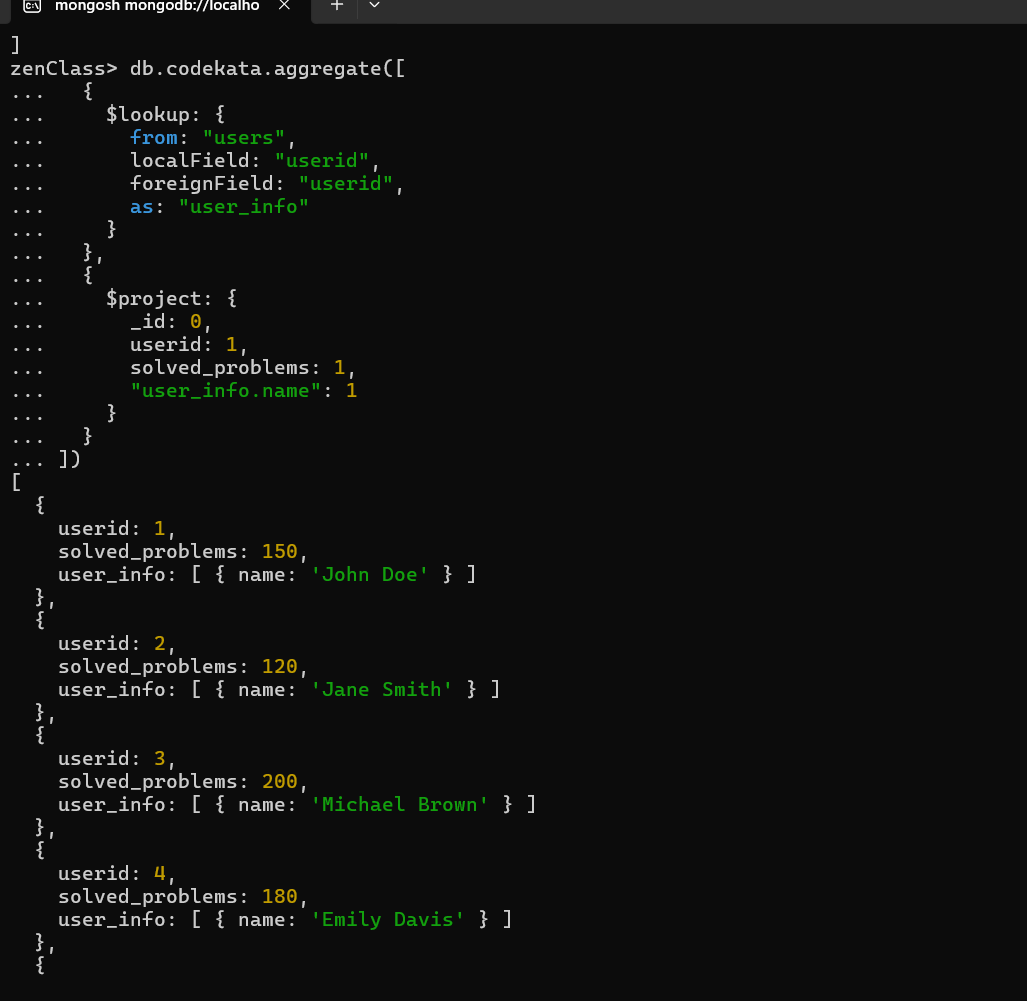 mongosh mongodb://localho
]
zenClass> db.codekata.aggregate([
...   {
...     $lookup: {
...       from: "users",
...       localField: "userid",
...       foreignField: "userid",
...       as: "user_info"
...     }
...   },
...   {
...     $project: {
...       _id: 0,
...       userid: 1,
...       solved_problems: 1,
...       "user_info.name": 1
...     }
...   }
... ])
[
  {
    userid: 1,
    solved_problems: 150,
    user_info: [ { name: 'John Doe' } ]
  },
  {
    userid: 2,
    solved_problems: 120,
    user_info: [ { name: 'Jane Smith' } ]
  },
  {
    userid: 3,
    solved_problems: 200,
    user_info: [ { name: 'Michael Brown' } ]
  },
  {
    userid: 4,
    solved_problems: 180,
    user_info: [ { name: 'Emily Davis' } ]
  },
  {